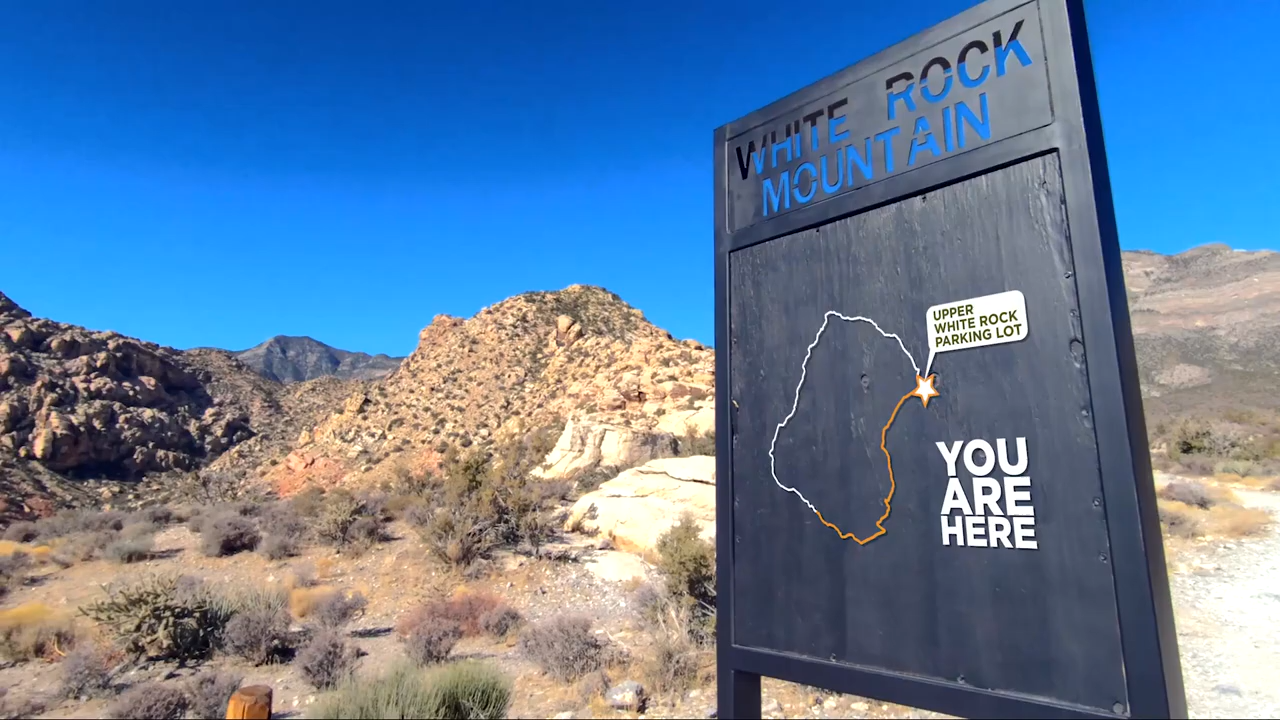 WHITE ROCK
MOUNTAIN
UPPER
WHITE ROCK
PARKING LOT
YOU
ARE
HERE